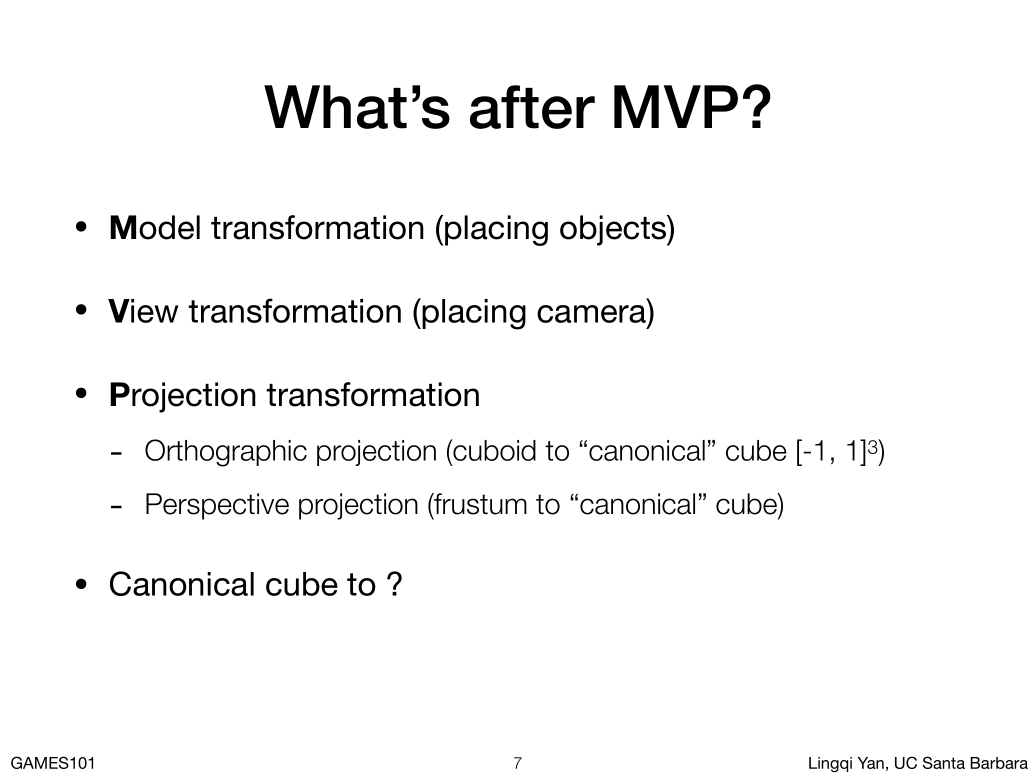 What’s after MVP?
• Model transformation (placing objects)
• View transformation (placing camera)
• Projection transformation
- Orthographic projection (cuboid to “canonical” cube [-1, 1]³)
- Perspective projection (frustum to “canonical” cube)
• Canonical cube to ?
GAMES101
7
Lingqi Yan, UC Santa Barbara